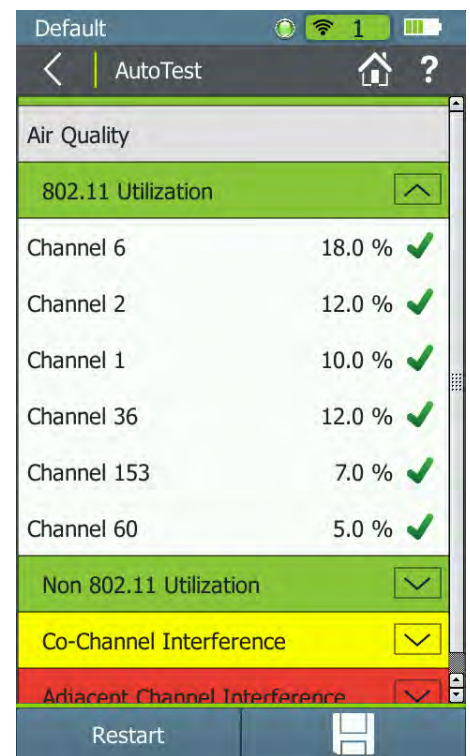 Default 1
AutoTest ?
Air Quality
802.11 Utilization
Channel 6 18.0 %
Channel 2 12.0 %
Channel 1 10.0 %
Channel 36 12.0 %
Channel 153 7.0 %
Channel 60 5.0 %
Non 802.11 Utilization
Co-Channel Interference
Adjacent Channel Interference
Restart